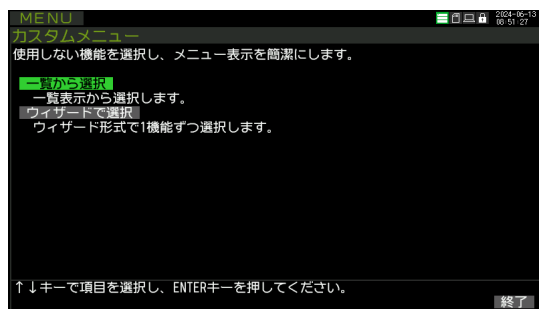 MENU
2024-06-13
08:51:27
カスタムメニュー
使用しない機能を選択し、メニュー表示を簡潔にします。
一覧から選択
一覧表示から選択します。
ウィザードで選択
ウィザード形式で1機能ずつ選択します。
↑↓キーで項目を選択し、ENTERキーを押してください。
終了